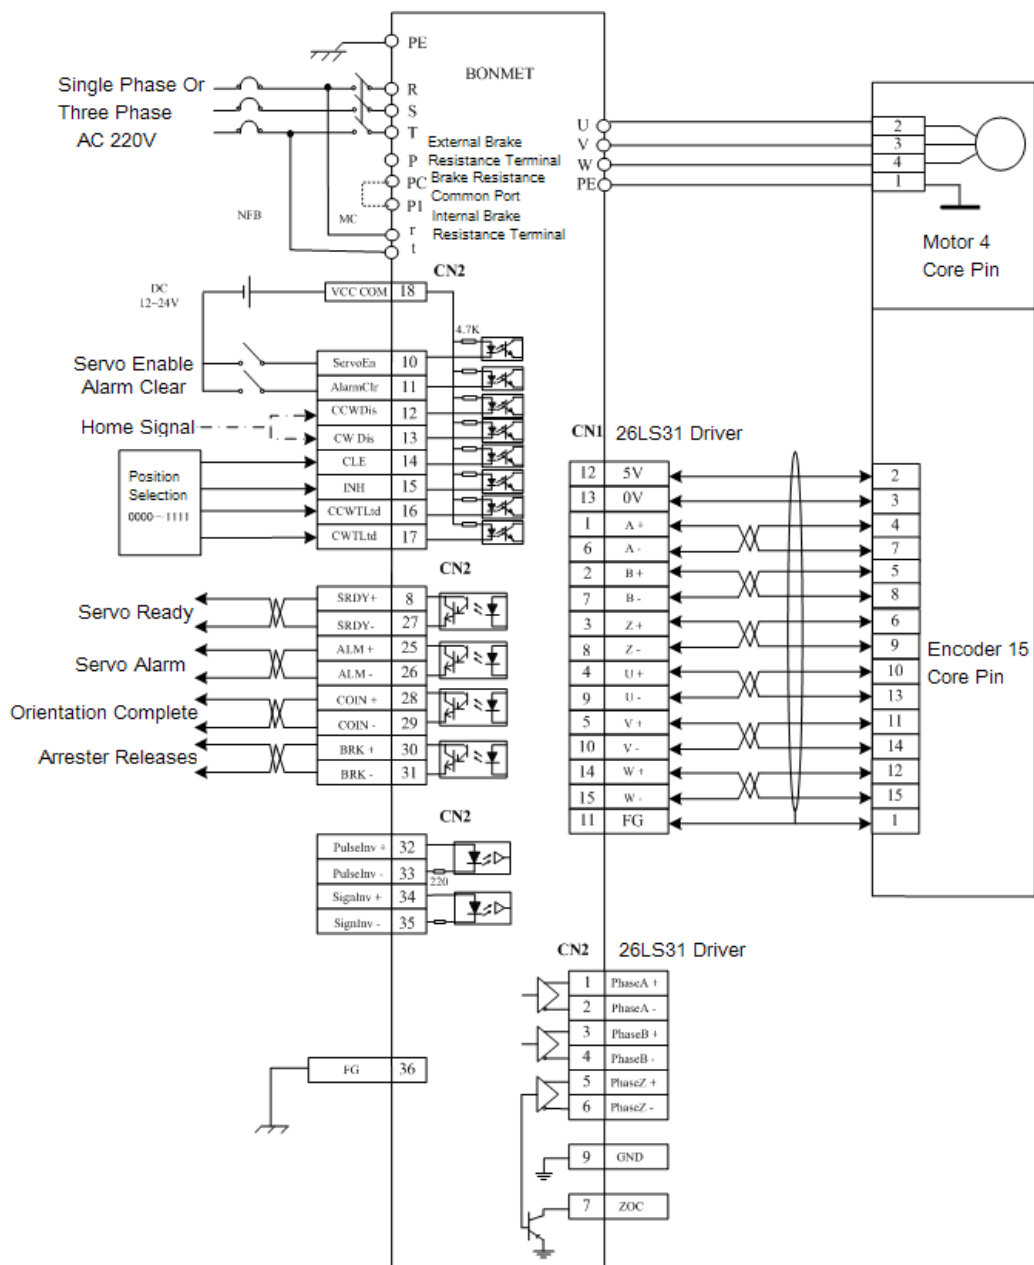 PE
BONMET
Single Phase Or
Three Phase
AC 220V
R
S
T
P
PC
P1
r
t
External Brake
Resistance Terminal
Brake Resistance
Common Port
Internal Brake
Resistance Terminal
NFB
MC
U
V
W
PE
2
3
4
1
Motor 4
Core Pin
CN2
DC
12~24V
VCC COM 18
4.7K
Servo Enable
Alarm Clear
ServoEn 10
AlarmClr 11
CCWDis 12
CW Dis 13
CLE 14
INH 15
CCWTLtd 16
CWTLtd 17
Home Signal
Position
Selection
0000~1111
CN2
Servo Ready
SRDY+ 8
SRDY- 27
Servo Alarm
ALM + 25
ALM - 26
Orientation Complete
COIN + 28
COIN - 29
Arrester Releases
BRK + 30
BRK - 31
CN2
PulseInv + 32
PulseInv - 33
220
SignInv + 34
SignInv - 35
FG 36
CN1 26LS31 Driver
12 5V 2
13 0V 3
1 A+ 4
6 A- 7
2 B+ 5
7 B- 8
3 Z+ 6
8 Z- 9
4 U+ 10
9 U- 13
5 V+ 11
10 V- 14
14 W+ 12
15 W- 15
11 FG 1
Encoder 15
Core Pin
CN2 26LS31 Driver
1 PhaseA +
2 PhaseA -
3 PhaseB +
4 PhaseB -
5 PhaseZ +
6 PhaseZ -
9 GND
7 ZOC